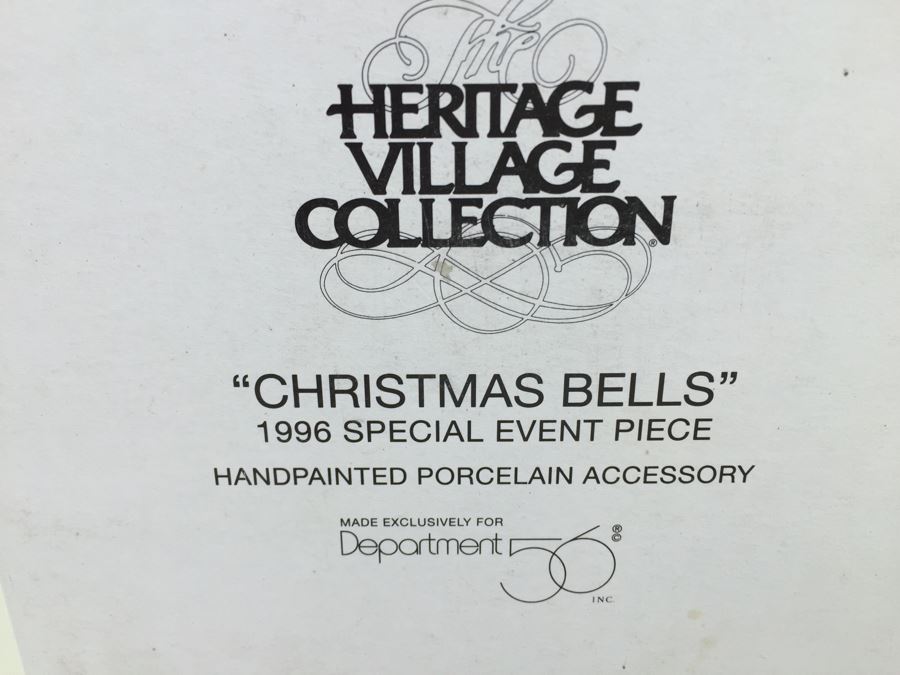 The
HERITAGE
VILLAGE
COLLECTION®
“CHRISTMAS BELLS”
1996 SPECIAL EVENT PIECE
HANDPAINTED PORCELAIN ACCESSORY
MADE EXCLUSIVELY FOR
Department 56 ® ©
INC.